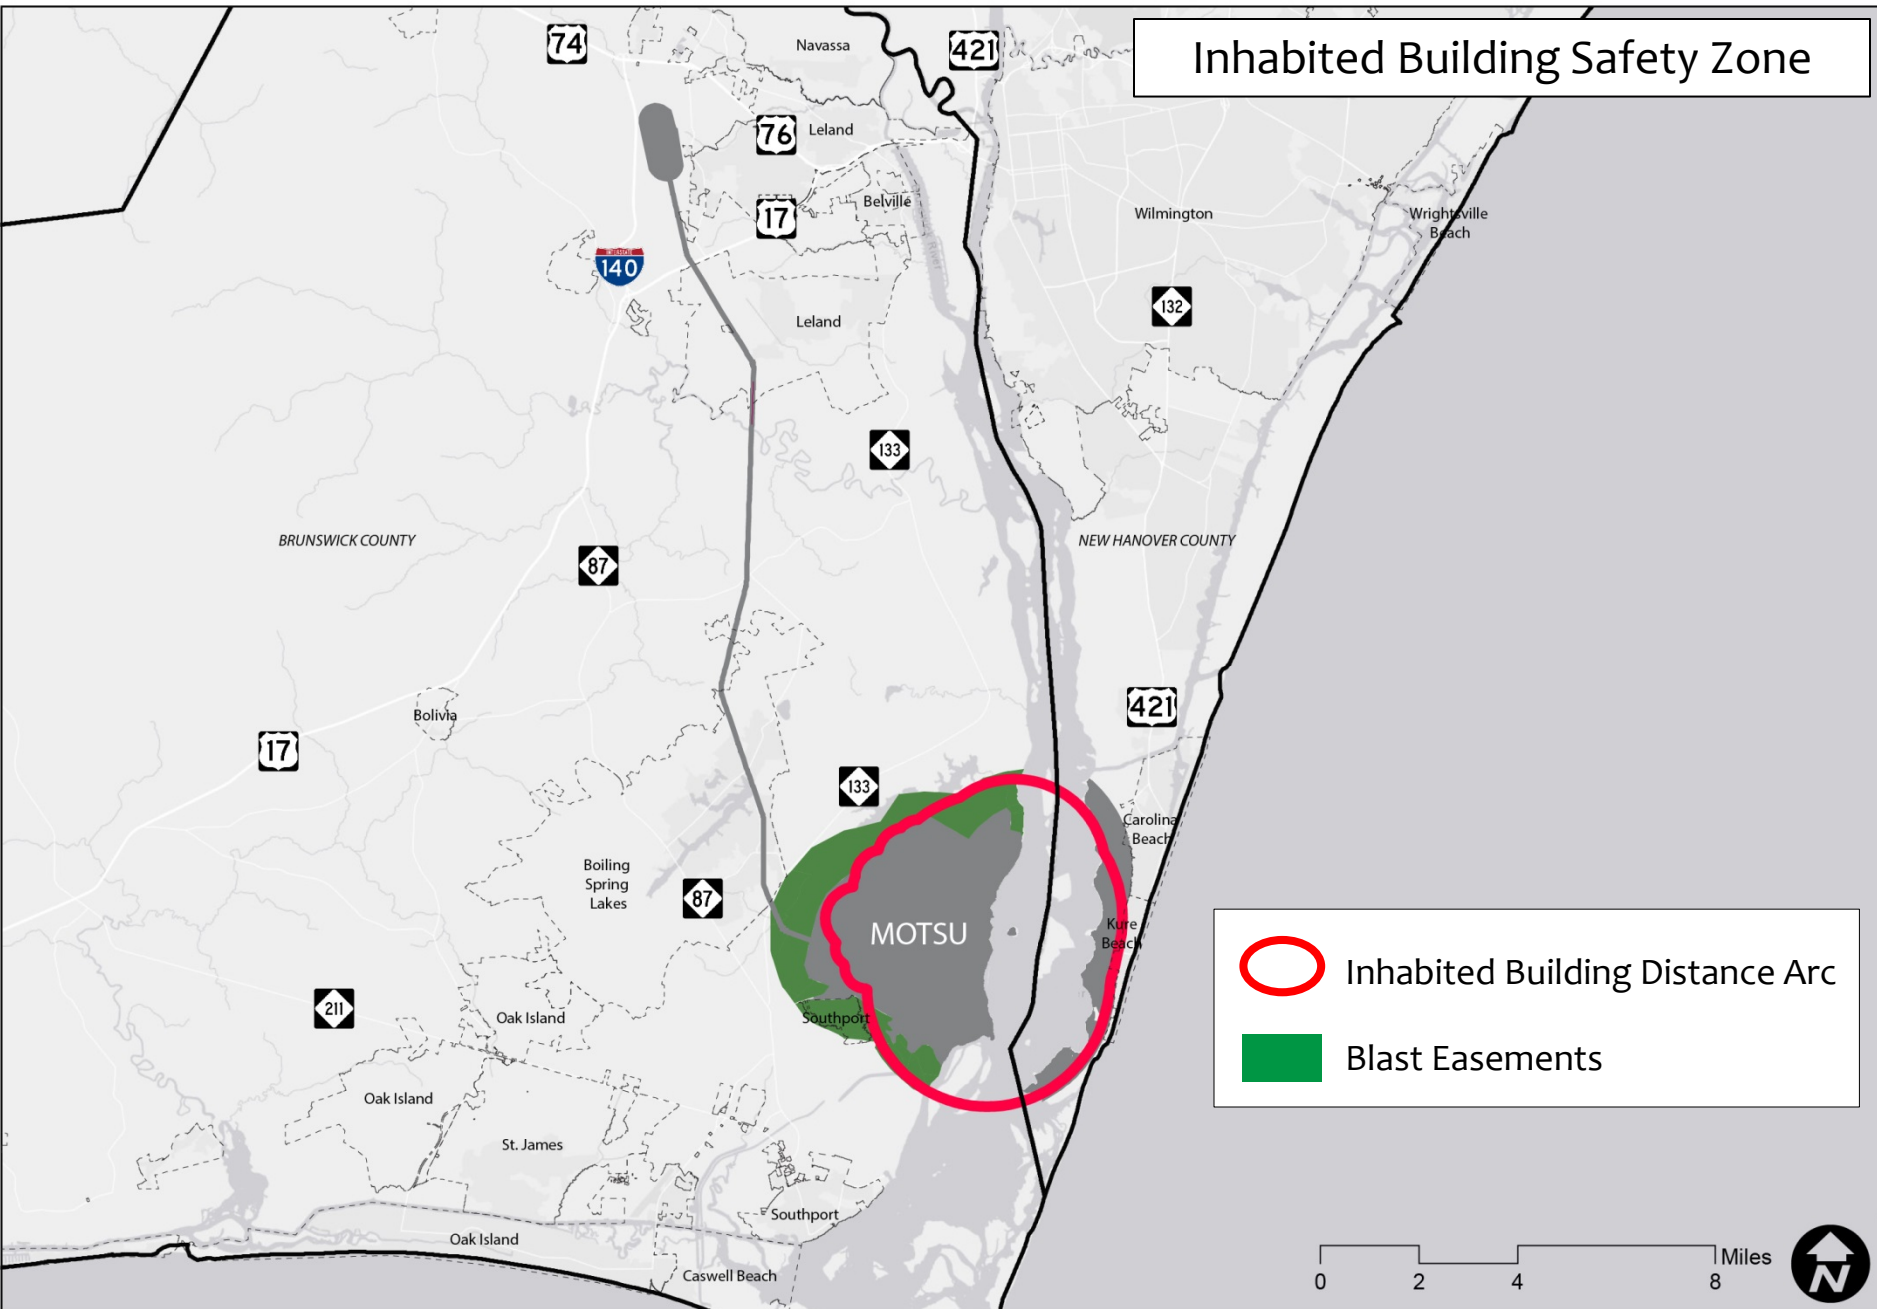 Inhabited Building Safety Zone
74
Navassa
421
76
Leland
17
Belville
River
Wilmington
Wrightsville
Beach
INTERSTATE
140
132
Leland
133
BRUNSWICK COUNTY
NEW HANOVER COUNTY
87
Bolivia
421
17
133
Carolina
Beach
Boiling
Spring
Lakes
87
MOTSU
Kure
Beach
Inhabited Building Distance Arc
211
Oak Island
Southport
Blast Easements
Oak Island
St. James
Southport
Oak Island
Caswell Beach
Miles
0
2
4
8
N